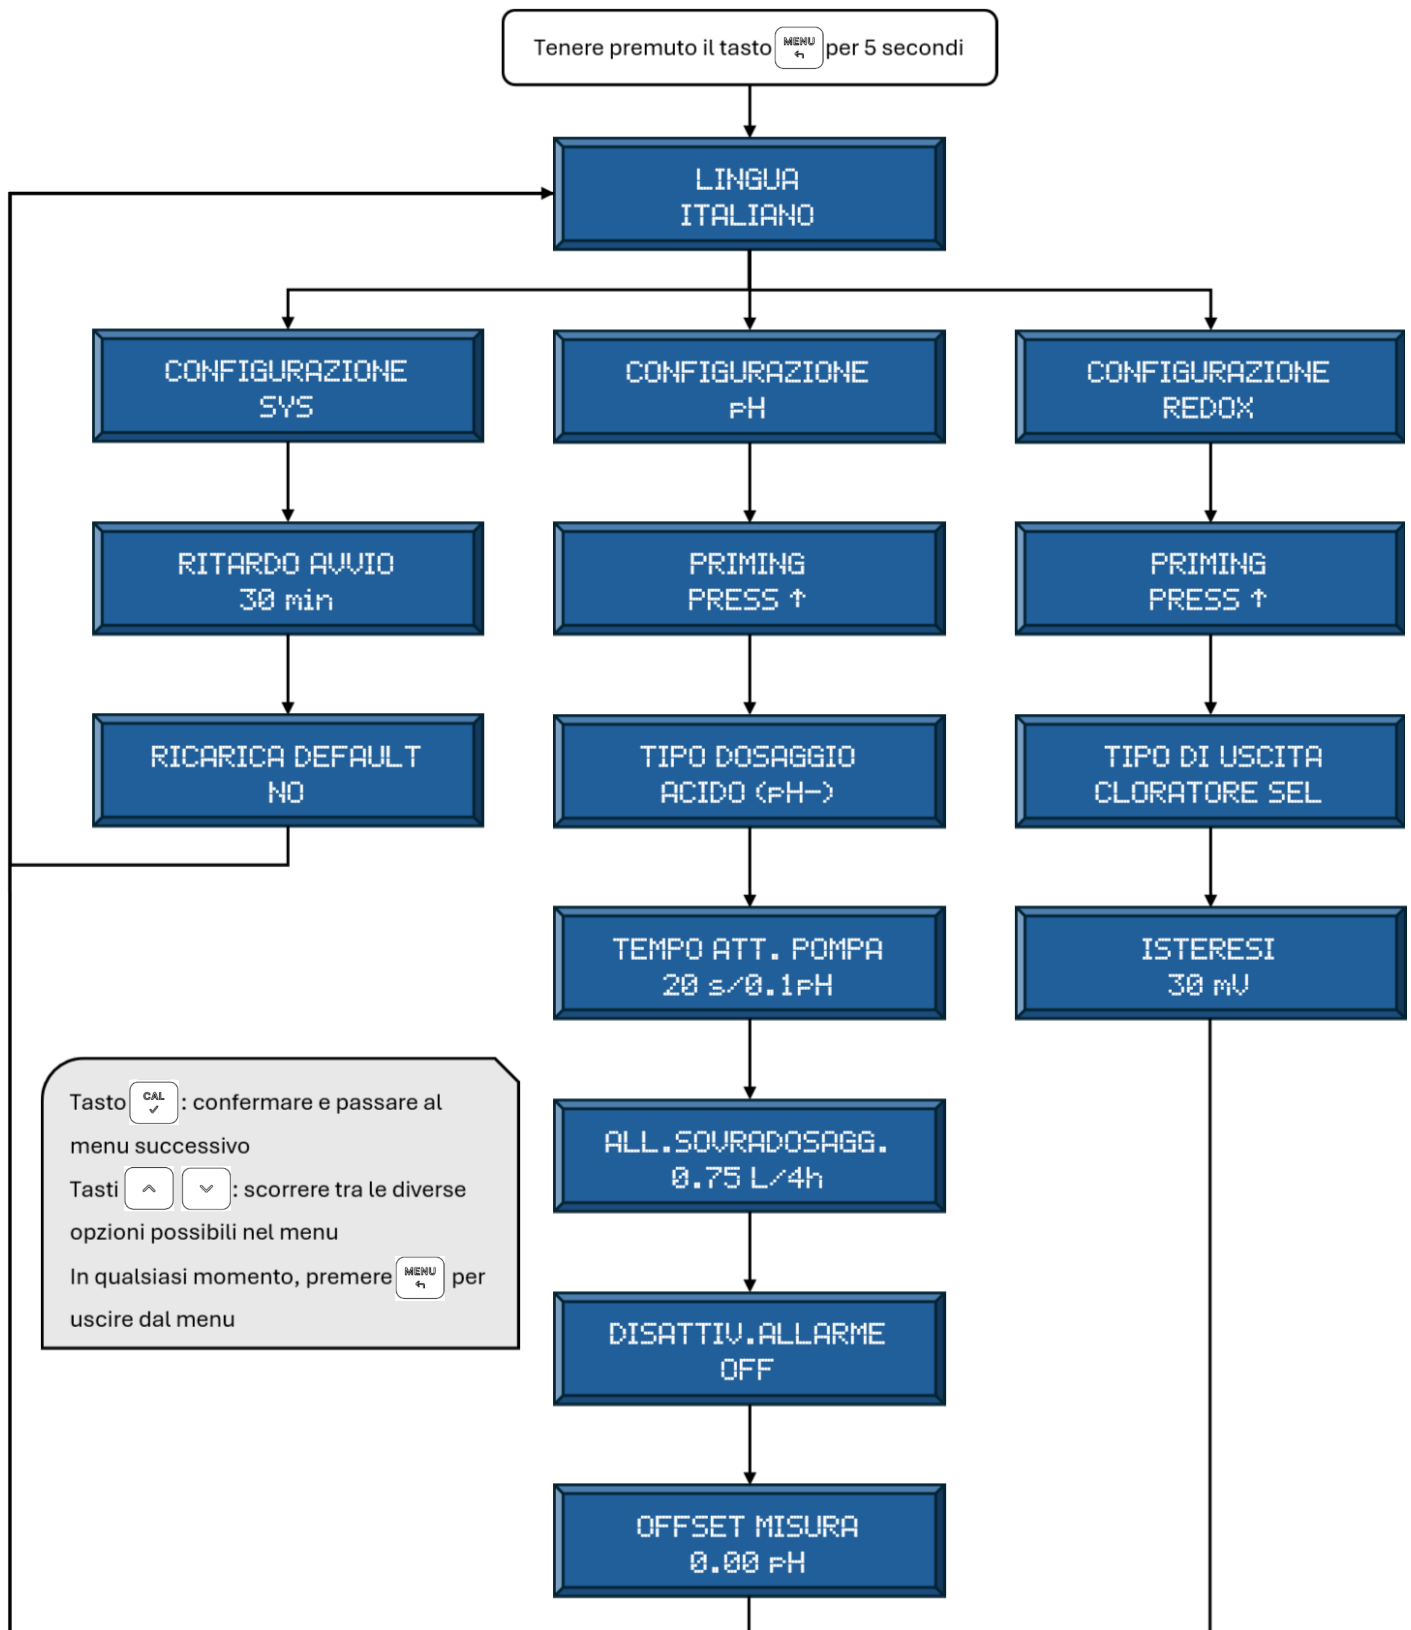 Tenere premuto il tasto MENU per 5 secondi
LINGUA
ITALIANO
CONFIGURAZIONE
SYS
CONFIGURAZIONE
pH
CONFIGURAZIONE
REDOX
RITARDO AVVIO
30 min
PRIMING
PRESS ↑
PRIMING
PRESS ↑
RICARICA DEFAULT
NO
TIPO DOSAGGIO
ACIDO (pH-)
TIPO DI USCITA
CLORATORE SEL
TEMPO ATT. POMPA
20 s/0.1pH
ISTERESI
30 mV
Tasto CAL : confermare e passare al
menu successivo
Tasti : scorrere tra le diverse
opzioni possibili nel menu
In qualsiasi momento, premere MENU per
uscire dal menu
ALL.SOVRADOSAGG.
0.75 L/4h
DISATTIV.ALLARME
OFF
OFFSET MISURA
0.00 pH